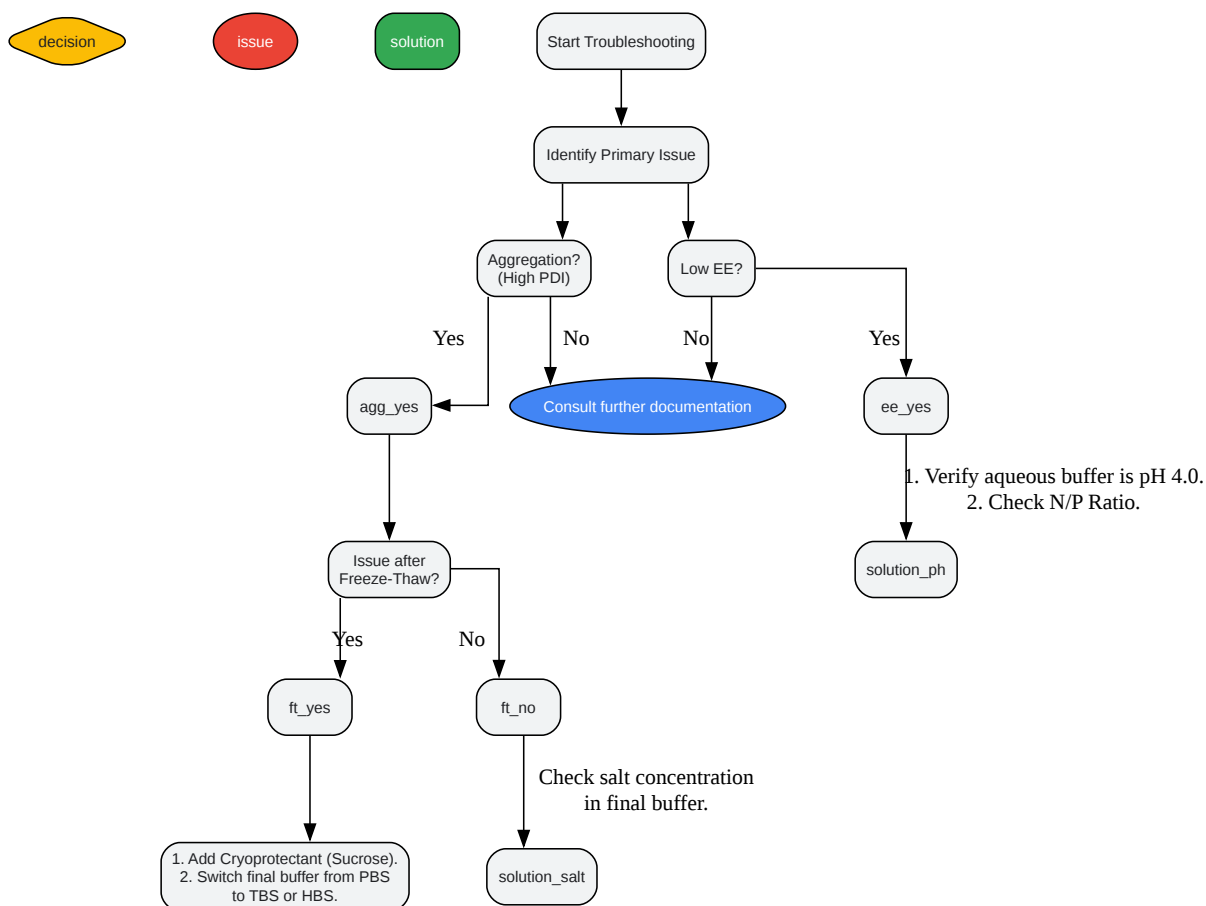 decision
issue
solution
Start Troubleshooting
Identify Primary Issue
Aggregation?
(High PDI)
Low EE?
Yes
No
No
Yes
agg_yes
Consult further documentation
ee_yes
1. Verify aqueous buffer is pH 4.0.
2. Check N/P Ratio.
Issue after
Freeze-Thaw?
solution_ph
Yes
No
ft_yes
ft_no
Check salt concentration
in final buffer.
1. Add Cryoprotectant (Sucrose).
2. Switch final buffer from PBS
to TBS or HBS.
solution_salt